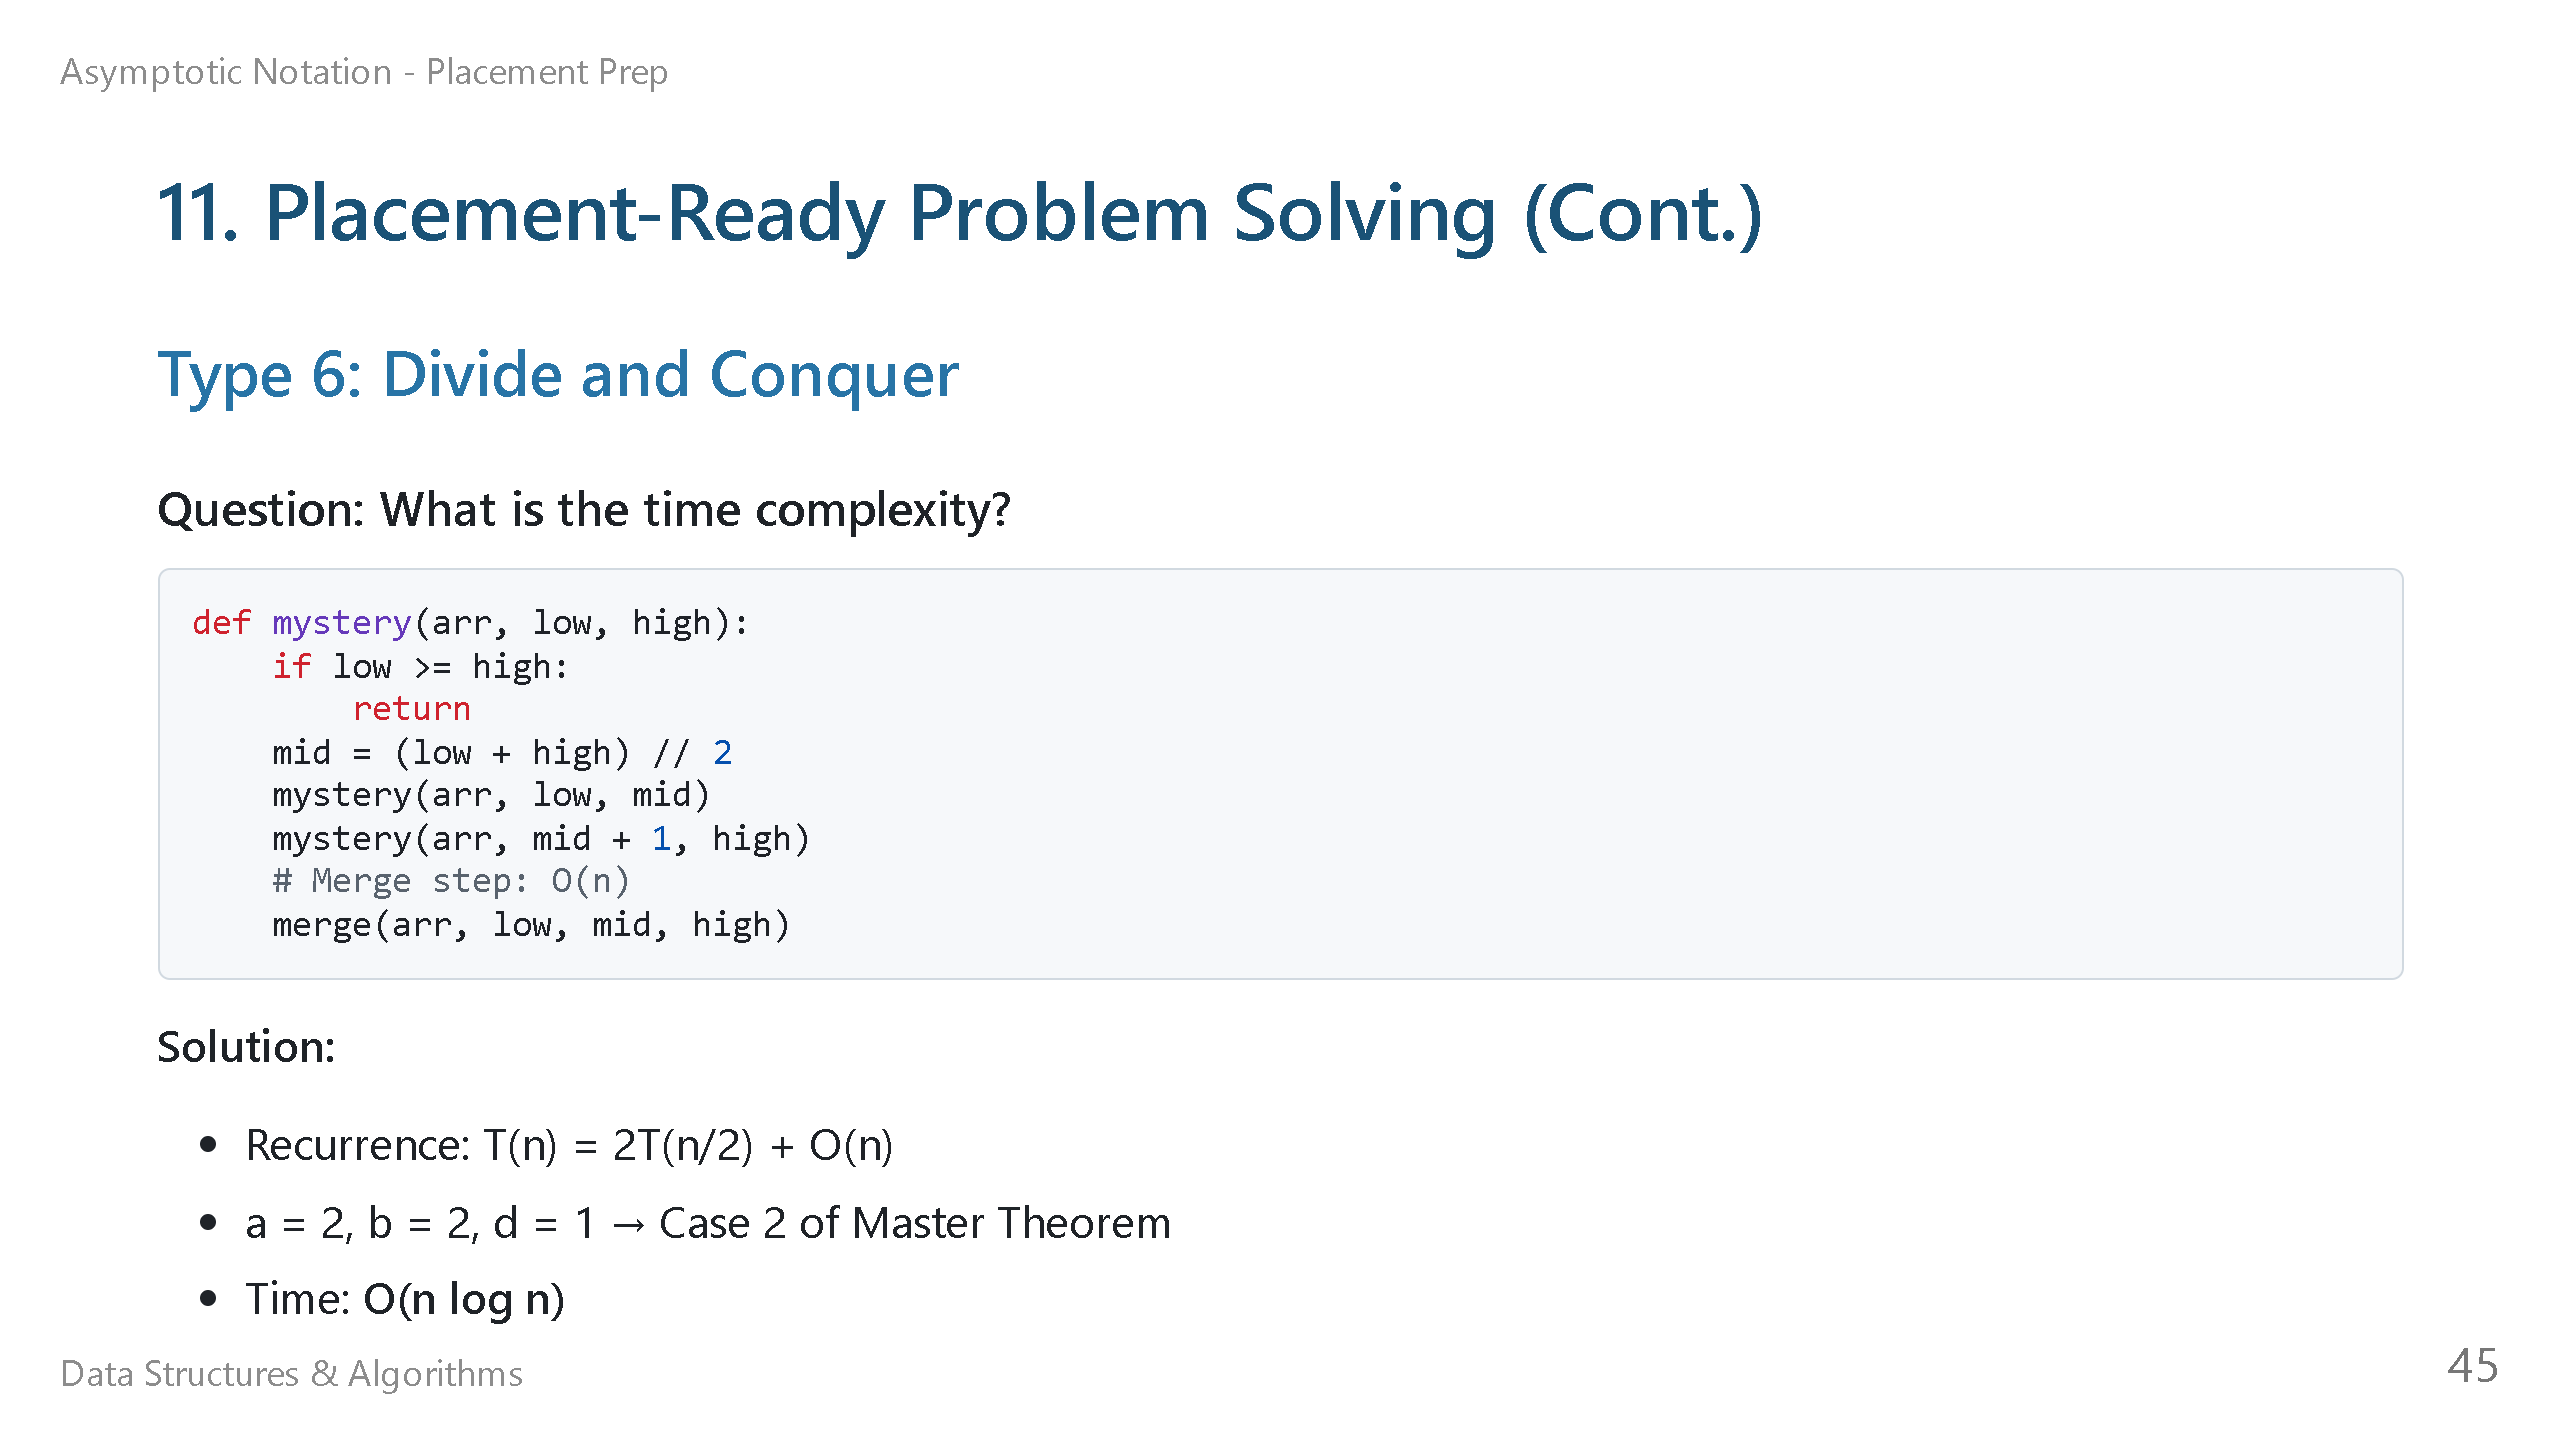 Asymptotic Notation - Placement Prep
11. Placement-Ready Problem Solving (Cont.)
Type 6: Divide and Conquer
Question: What is the time complexity?
def mystery(arr, low, high):
    if low >= high:
        return
    mid = (low + high) // 2
    mystery(arr, low, mid)
    mystery(arr, mid + 1, high)
    # Merge step: O(n)
    merge(arr, low, mid, high)
Solution:
• Recurrence: T(n) = 2T(n/2) + O(n)
• a = 2, b = 2, d = 1 → Case 2 of Master Theorem
• Time: O(n log n)
Data Structures & Algorithms
45